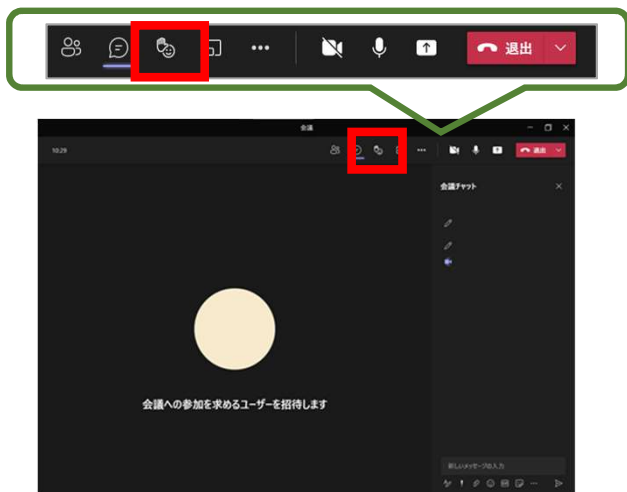 退出
会議
10:29
退出
会議チャット
会議への参加を求めるユーザーを招待します
新しいメッセージの入力